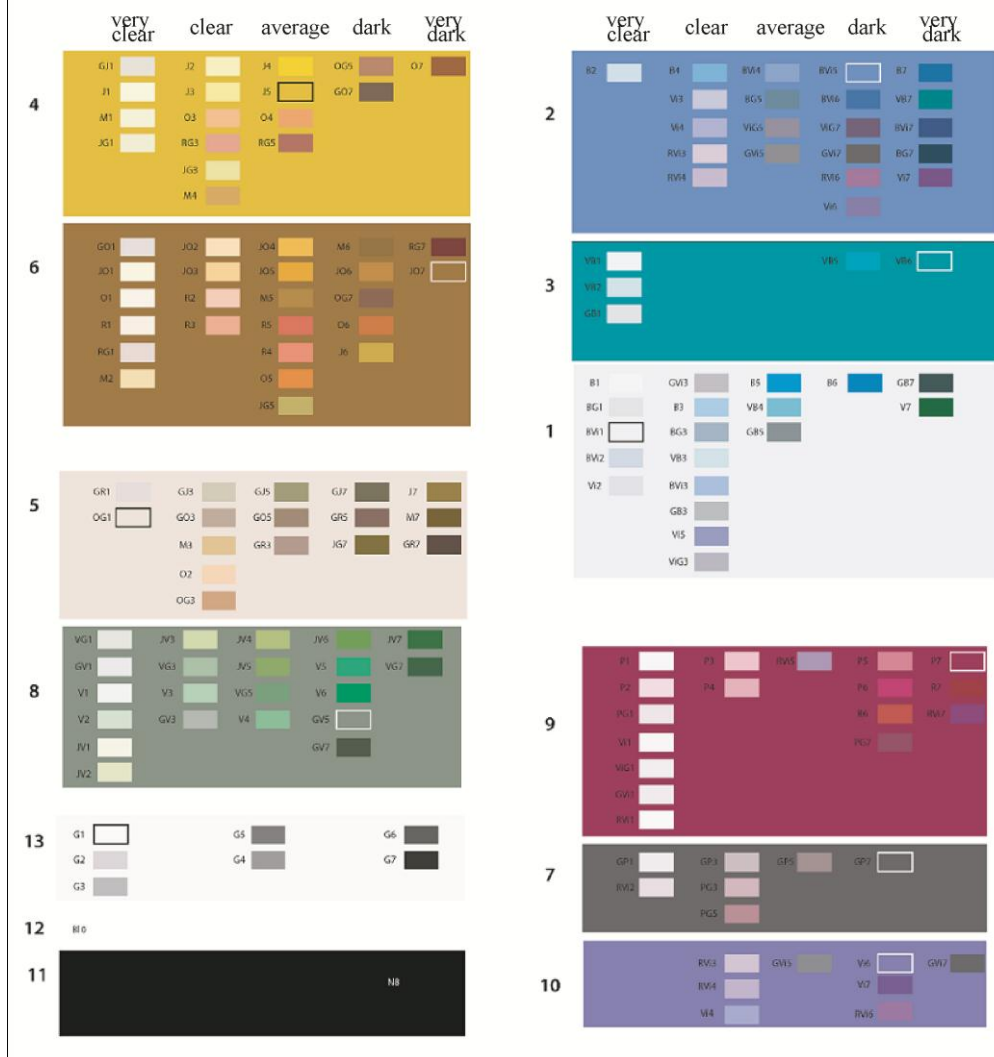 very clear clear average dark very dark
4
GJ1 J2 J4 OG5 O7
J1 J3 J5 GO7
M1 O3 O4
JG1 RG3 RG5
JG3
M4
6
GO1 JO2 JO4 M6 RG7
JO1 JO3 JO5 JO6 JO7
O1 R2 M5 OG7
R1 R3 R5 O6
RG1 R4 J6
M2 O5
JG5
5
GR1 GJ3 GJ5 GJ7 J7
OG1 GO3 GO5 GR5 M7
M3 GR3 JG7 GR7
O2
OG3
8
VG1 JV3 JV4 JV6 JV7
GV1 VG3 JV5 V5 VG7
V1 V3 VG5 V6
V2 GV3 V4 GV5
JV1 GV7
JV2
13
G1 G5 G6
G2 G4 G7
G3
12
Bl0
11
N8
very clear clear average dark very dark
2
B2 B4 BVi4 BVi5 B7
Vi3 BG5 BVi6 VB7
Vi4 ViG5 ViG7 BVi7
RVi3 GVi5 GVi7 BG7
RVi4 RVi6 Vi7
Vi6
3
VB1 VB5 VB6
VB2
GB1
1
B1 GVi3 B5 B6 GB7
BG1 B3 VB4 V7
BVi1 BG3 GB5
BVi2 VB3
Vi2 BVi3
GB3
Vi5
ViG3
9
P1 P3 RVi5 P5 P7
P2 P4 P6 R7
PG1 R6 RVi7
Vi1 PG7
ViG1
GVi1
RVi1
7
GP1 GP3 GP5 GP7
RVi2 PG3
PG5
10
RVi3 GVi5 Vi6 GVi7
RVi4 Vi7
Vi4 RVi6